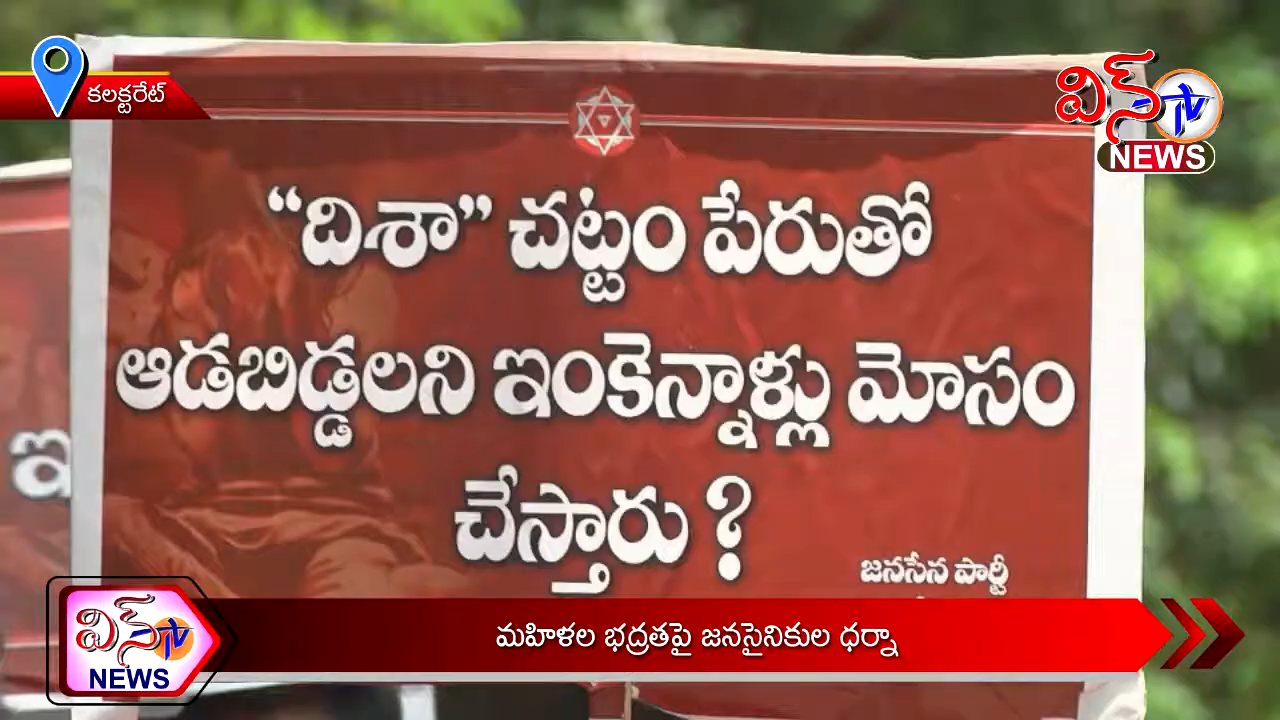 కలక్టరేట్
విన్ TV
NEWS
“దిశా” చట్టం పేరుతో
ఆడబిడ్డలని ఇంకెన్నాళ్లు మోసం
చేస్తారు ?
ఇ
జనసేన పార్టీ
విన్ TV
NEWS
మహిళల భద్రతపై జనసైనికుల ధర్నా